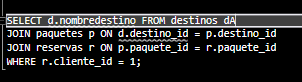 SELECT d.nombredestino FROM destinos dA
JOIN paquetes p ON d.destino_id = p.destino_id
JOIN reservas r ON p.paquete_id = r.paquete_id
WHERE r.cliente_id = 1;